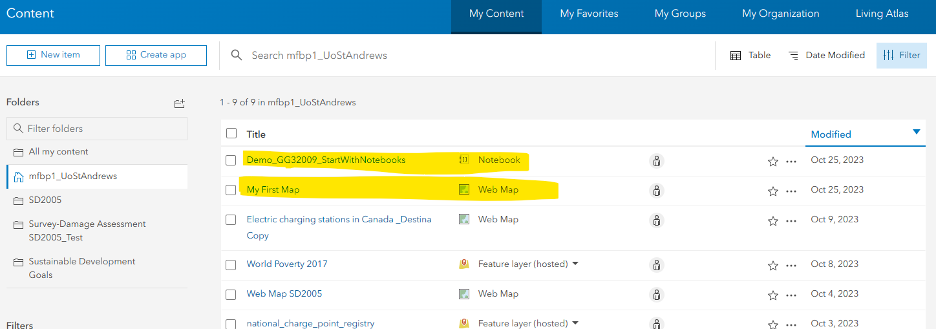 Content
My Content My Favorites My Groups My Organization Living Atlas
New item Create app Search mfbp1_UoStAndrews Table Date Modified Filter
Folders
Filter folders
All my content
mfbp1_UoStAndrews
SD2005
Survey-Damage Assessment
SD2005_Test
Sustainable Development
Goals
Filters
1 - 9 of 9 in mfbp1_UoStAndrews
Title Modified
Demo_GG32009_StartWithNotebooks Notebook Oct 25, 2023
My First Map Web Map Oct 25, 2023
Electric charging stations in Canada _Destina Web Map Oct 9, 2023
Copy
World Poverty 2017 Feature layer (hosted) Oct 8, 2023
Web Map SD2005 Web Map Oct 4, 2023
national_charge_point_registry Feature layer (hosted) Oct 3, 2023